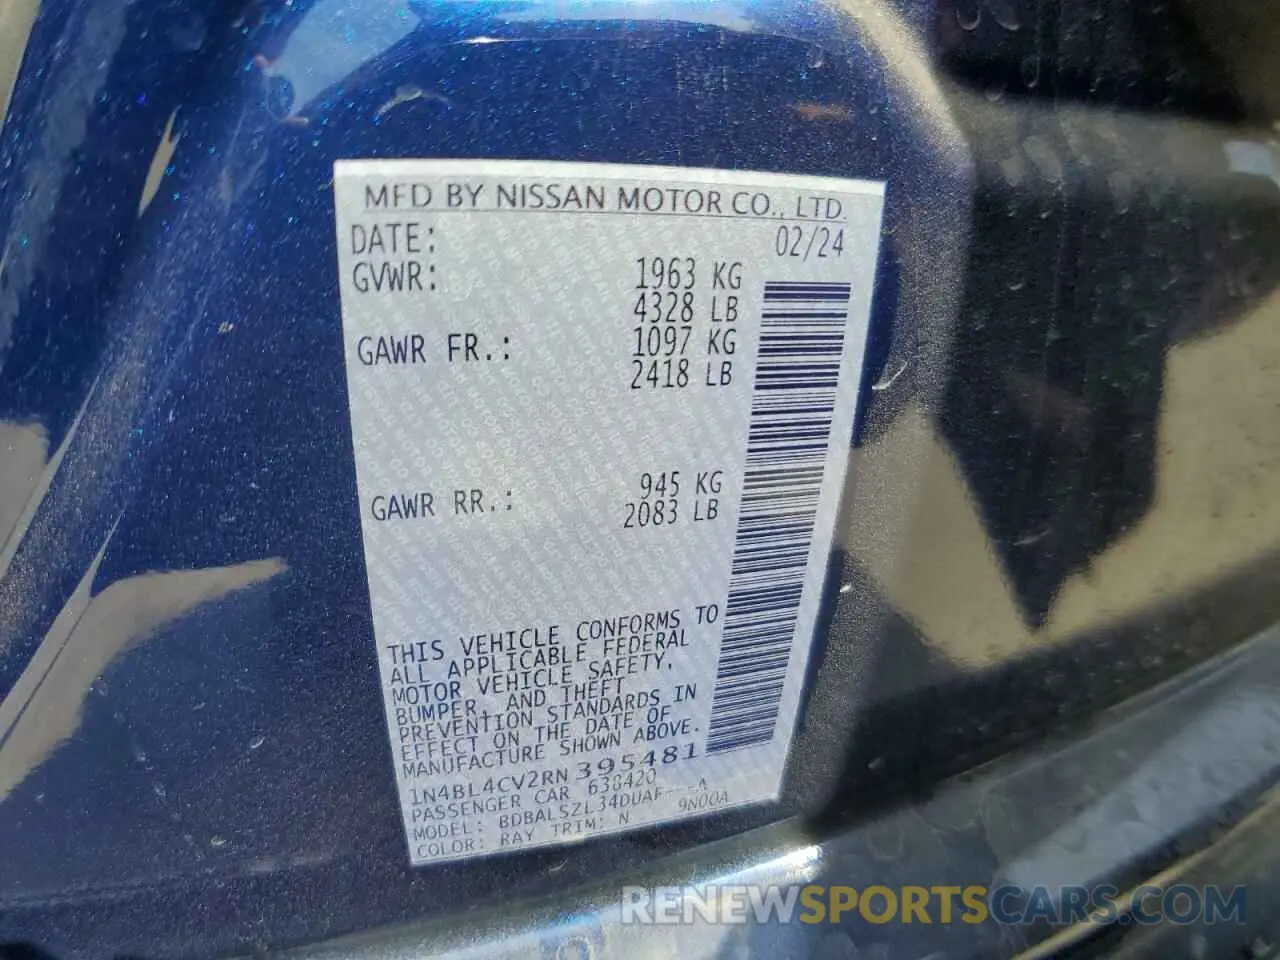 MFD BY NISSAN MOTOR CO., LTD.
DATE: 02/24
GVWR: 1963 KG
4328 LB
GAWR FR.: 1097 KG
2418 LB
GAWR RR.: 945 KG
2083 LB
THIS VEHICLE CONFORMS TO
ALL APPLICABLE FEDERAL
MOTOR VEHICLE SAFETY,
BUMPER, AND THEFT
PREVENTION STANDARDS IN
EFFECT ON THE DATE OF
MANUFACTURE SHOWN ABOVE.
1N4BL4CV2RN395481
PASSENGER CAR 638420
MODEL: BDBALSZL34DUAF---A
COLOR: RAY TRIM: N 9N00A
RENEWSPORTSCARS.COM